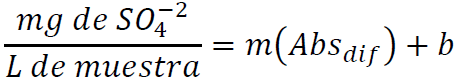 mg de SO₄⁻² / L de muestra = m(Abs_dif) + b